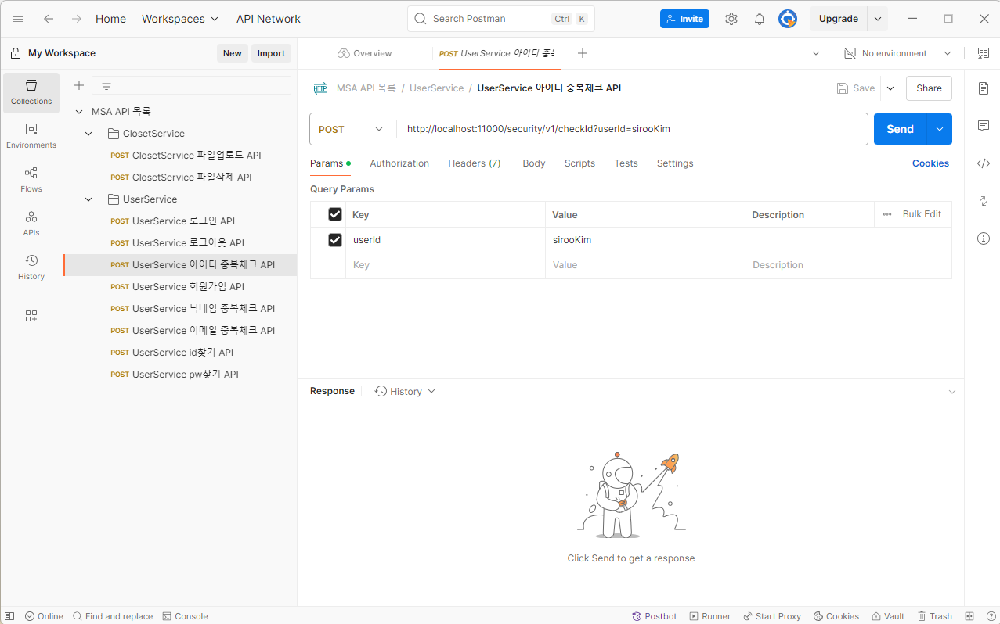 Home Workspaces API Network Search Postman Ctrl K Invite Upgrade
My Workspace New Import Overview POST UserService 아이디 중복 No environment
Collections
Environments
Flows
APIs
History
MSA API 목록
ClosetService
POST ClosetService 파일업로드 API
POST ClosetService 파일삭제 API
UserService
POST UserService 로그인 API
POST UserService 로그아웃 API
POST UserService 아이디 중복체크 API
POST UserService 회원가입 API
POST UserService 닉네임 중복체크 API
POST UserService 이메일 중복체크 API
POST UserService id찾기 API
POST UserService pw찾기 API
HTTP MSA API 목록 / UserService / UserService 아이디 중복체크 API Save Share
POST http://localhost:11000/security/v1/checkId?userId=sirooKim Send
Params Authorization Headers (7) Body Scripts Tests Settings Cookies
Query Params
Key Value Description Bulk Edit
userId sirooKim
Key Value Description
Response History
Click Send to get a response
Online Find and replace Console Postbot Runner Start Proxy Cookies Vault Trash